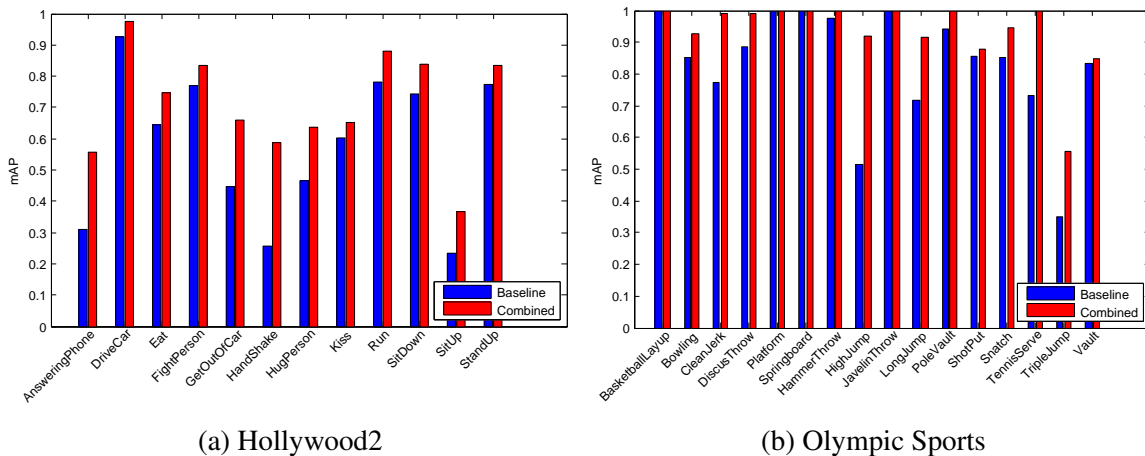 1
0.9
0.8
0.7
0.6
0.5
0.4
0.3
0.2
0.1
0
mAP
AnsweringPhone
DriveCar
Eat
FightPerson
GetOutOfCar
HandShake
HugPerson
Kiss
Run
SitDown
SitUp
StandUp
Baseline
Combined
(a) Hollywood2
1
0.9
0.8
0.7
0.6
0.5
0.4
0.3
0.2
0.1
0
mAP
BasketballLayup
Bowling
CleanJerk
DiscusThrow
Platform
Springboard
HammerThrow
HighJump
JavelinThrow
LongJump
PoleVault
ShotPut
Snatch
TennisServe
TripleJump
Vault
Baseline
Combined
(b) Olympic Sports